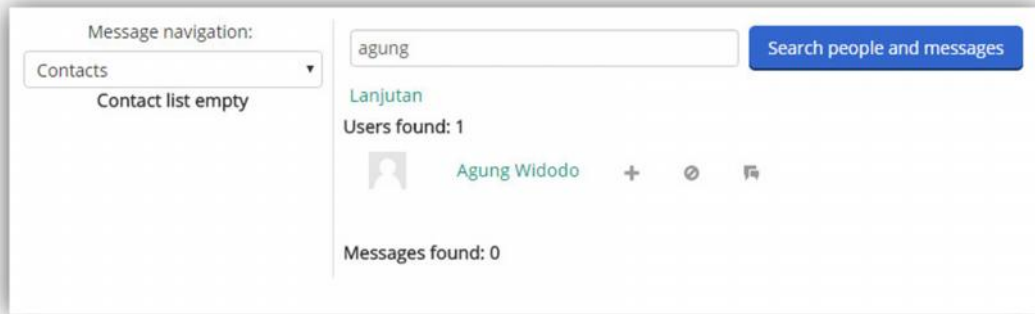 Message navigation:
Contacts
Contact list empty
agung
Search people and messages
Lanjutan
Users found: 1
Agung Widodo
Messages found: 0